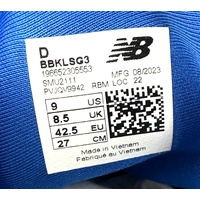 D
BBKLSG3
196652305553
SMU2111
PVJQV9942
NB
MFG 08/2023
RBM LOC 22
9 US
8.5 UK
42.5 EU
27 CM
Made in Vietnam
Fabriqué au Vietnam